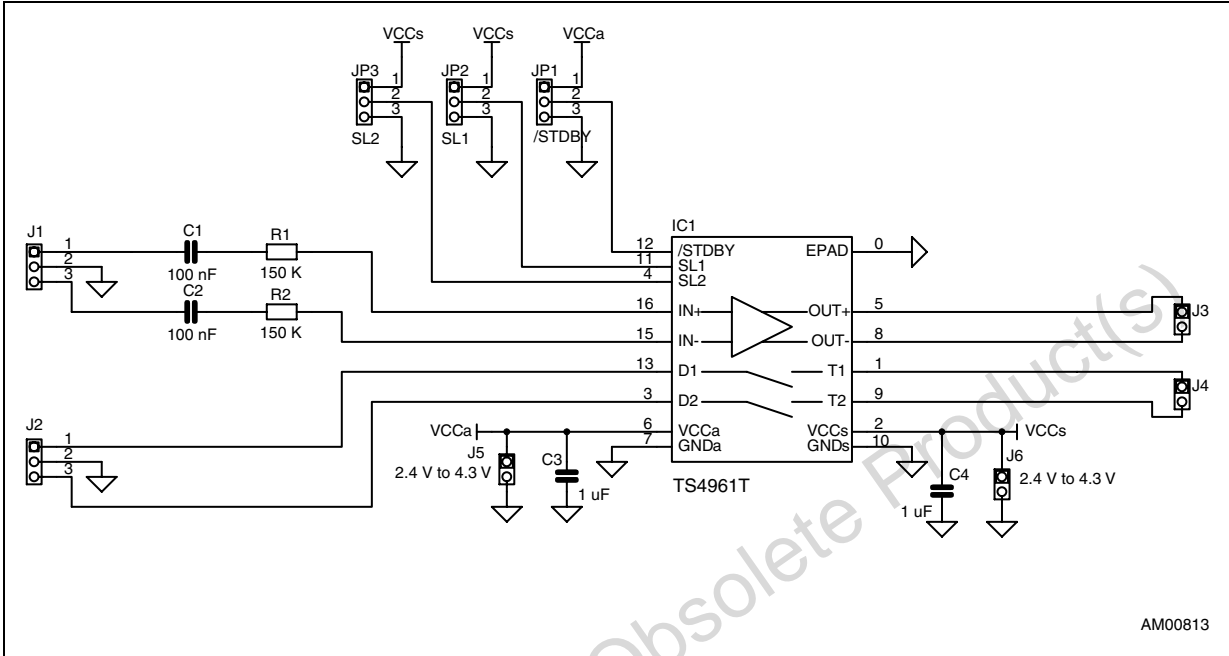 VCCs VCCs VCCa
JP3 JP2 JP1
1 1 1
2 2 2
3 3 3
SL2 SL1 /STDBY
IC1
J1
1
2
3
C1
100 nF
R1
150 K
C2
100 nF
R2
150 K
12 /STDBY EPAD 0
11 SL1
4 SL2
16 IN+ OUT+ 5
15 IN- OUT- 8
13 D1 T1 1
3 D2 T2 9
6 VCCa VCCs 2
7 GNDa GNDs 10
TS4961T
J3
J4
J2
1
2
3
VCCa
J5
2.4 V to 4.3 V
C3
1 uF
VCCs
J6
2.4 V to 4.3 V
C4
1 uF
Obsolete Product(s)
AM00813